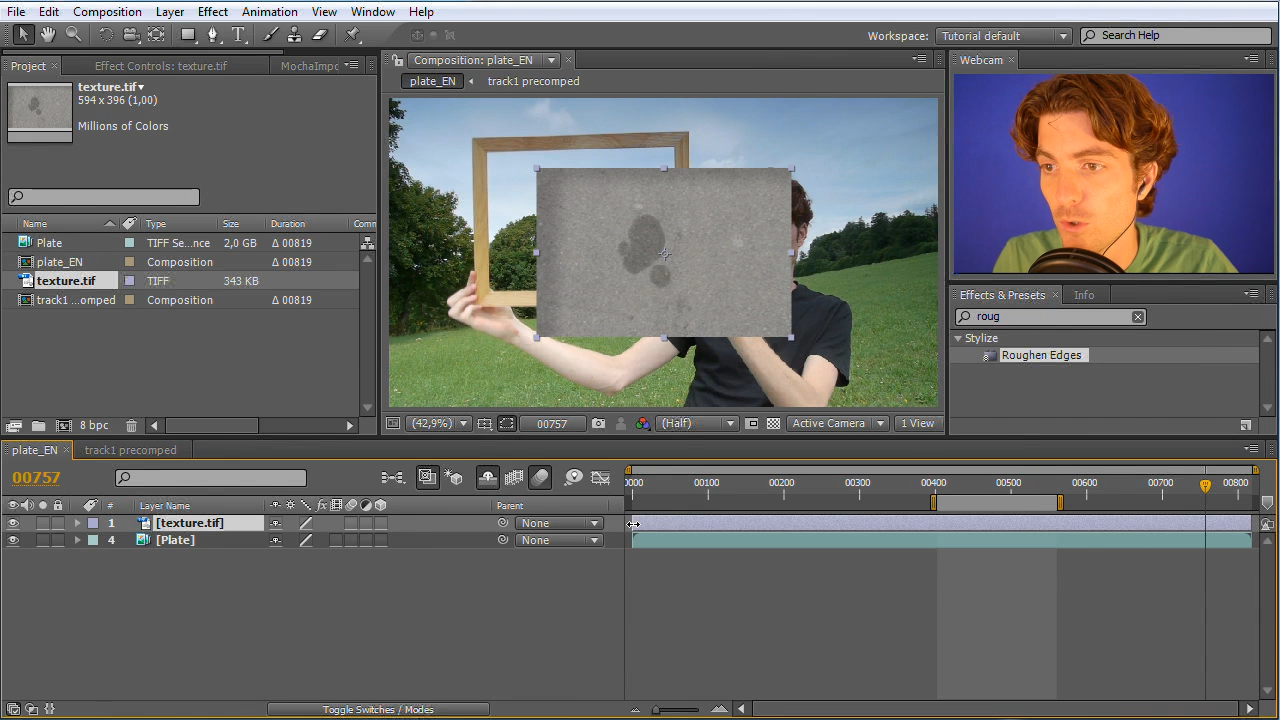 File Edit Composition Layer Effect Animation View Window Help
Workspace: Tutorial default Search Help
Project Effect Controls: texture.tif MochaImpo
Composition: plate_EN
Webcam
plate_EN track1 precomped
texture.tif
594 x 396 (1,00)
Millions of Colors
Name Type Size Duration Comm
Plate TIFF Se...nce 2,0 GB Δ 00819
plate_EN Composition Δ 00819
texture.tif TIFF 343 KB
track1 ...omped Composition Δ 00819
8 bpc
(42,9%) 00757 (Half) Active Camera 1 View
Effects & Presets Info
roug
Stylize
Roughen Edges
plate_EN track1 precomped
00757
# Layer Name fx Parent
1 [texture.tif] None
4 [Plate] None
0000 00100 00200 00300 00400 00500 00600 00700 00800
Toggle Switches / Modes